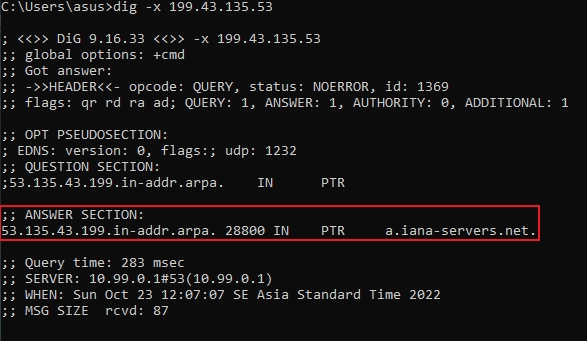 C:\Users\asus>dig -x 199.43.135.53
; <<>> DiG 9.16.33 <<>> -x 199.43.135.53
;; global options: +cmd
;; Got answer:
;; ->>HEADER<<- opcode: QUERY, status: NOERROR, id: 1369
;; flags: qr rd ra ad; QUERY: 1, ANSWER: 1, AUTHORITY: 0, ADDITIONAL: 1
;; OPT PSEUDOSECTION:
; EDNS: version: 0, flags:; udp: 1232
;; QUESTION SECTION:
;53.135.43.199.in-addr.arpa. IN PTR
;; ANSWER SECTION:
53.135.43.199.in-addr.arpa. 28800 IN PTR a.iana-servers.net.
;; Query time: 283 msec
;; SERVER: 10.99.0.1#53(10.99.0.1)
;; WHEN: Sun Oct 23 12:07:07 SE Asia Standard Time 2022
;; MSG SIZE rcvd: 87